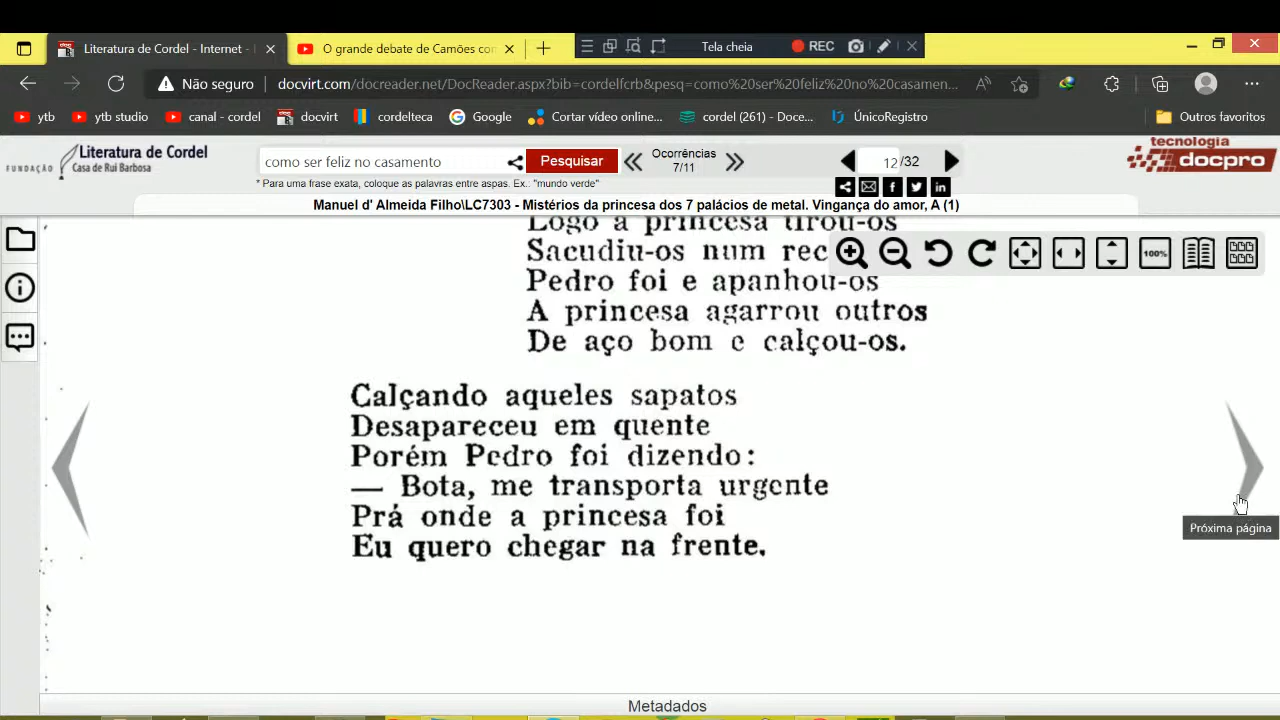 Literatura de Cordel - Internet -
O grande debate de Camões co
Tela cheia
REC
Não seguro
docvirt.com/docreader.net/DocReader.aspx?bib=cordelfcrb&pesq=como%20ser%20feliz%20no%20casamen...
ytb
ytb studio
canal - cordel
docvirt
cordelteca
Google
Cortar vídeo online...
cordel (261) - Doce...
ÚnicoRegistro
Outros favoritos
FUNDAÇÃO
Literatura de Cordel
Casa de Rui Barbosa
como ser feliz no casamento
Pesquisar
Ocorrências
7/11
12 /32
tecnologia
docpro
* Para uma frase exata, coloque as palavras entre aspas. Ex.: "mundo verde"
Manuel d' Almeida Filho\LC7303 - Mistérios da princesa dos 7 palácios de metal. Vingança do amor, A (1)
100%
Logo a princesa tirou-os
Sacudiu-os num rec
Pedro foi e apanhou-os
A princesa agarrou outros
De aço bom e calçou-os.
Calçando aqueles sapatos
Desapareceu em quente
Porém Pedro foi dizendo:
— Bota, me transporta urgente
Prá onde a princesa foi
Eu quero chegar na frente.
Próxima página
Metadados